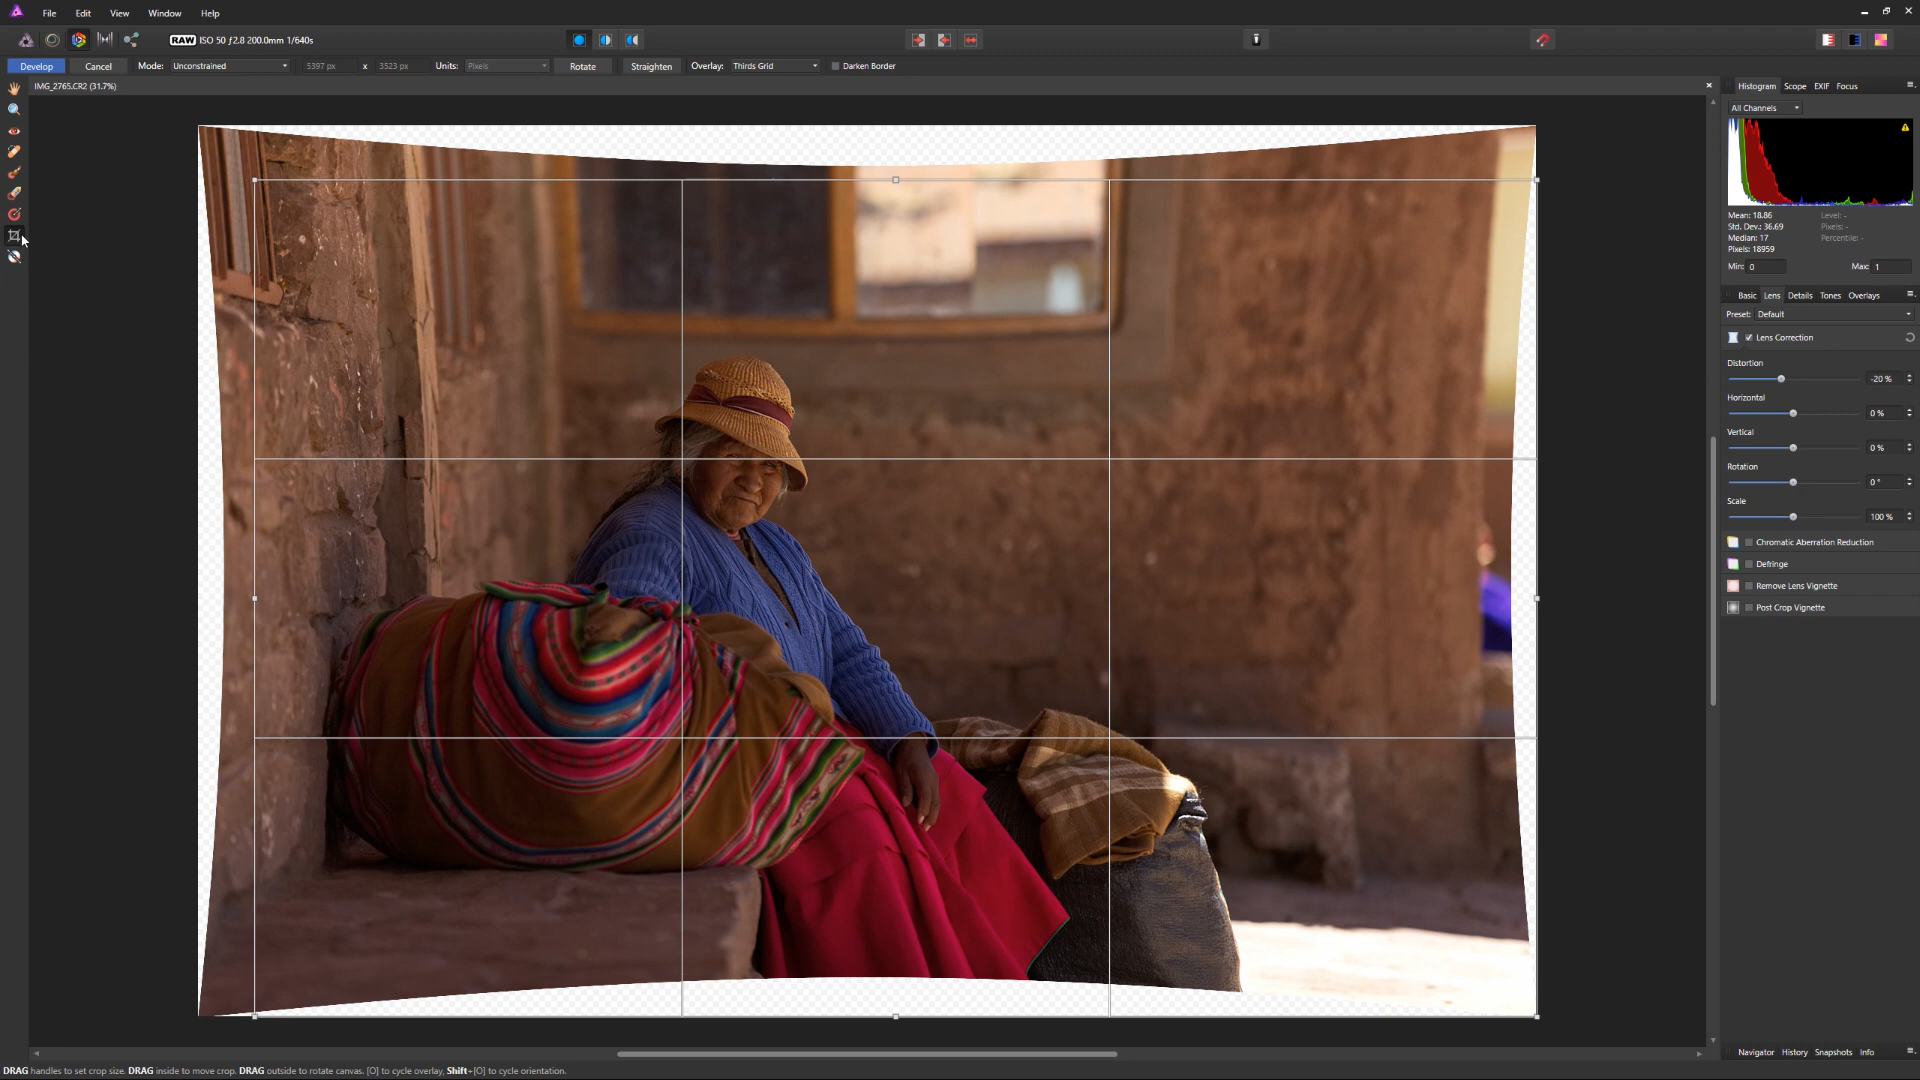 File Edit View Window Help
RAW ISO 50 ƒ2.8 200.0mm 1/640s
Develop Cancel Mode: Unconstrained 5397 px x 3523 px Units: Pixels Rotate Straighten Overlay: Thirds Grid Darken Border
IMG_2765.CR2 (31.7%)
Histogram Scope EXIF Focus
All Channels
Mean: 18.86 Level: -
Std. Dev.: 36.69 Pixels: -
Median: 17 Percentile: -
Pixels: 18959
Min: 0 Max: 1
Basic Lens Details Tones Overlays
Preset: Default
Lens Correction
Distortion
-20 %
Horizontal
0 %
Vertical
0 %
Rotation
0 °
Scale
100 %
Chromatic Aberration Reduction
Defringe
Remove Lens Vignette
Post Crop Vignette
Navigator History Snapshots Info
DRAG handles to set crop size. DRAG inside to move crop. DRAG outside to rotate canvas. [O] to cycle overlay, Shift+[O] to cycle orientation.